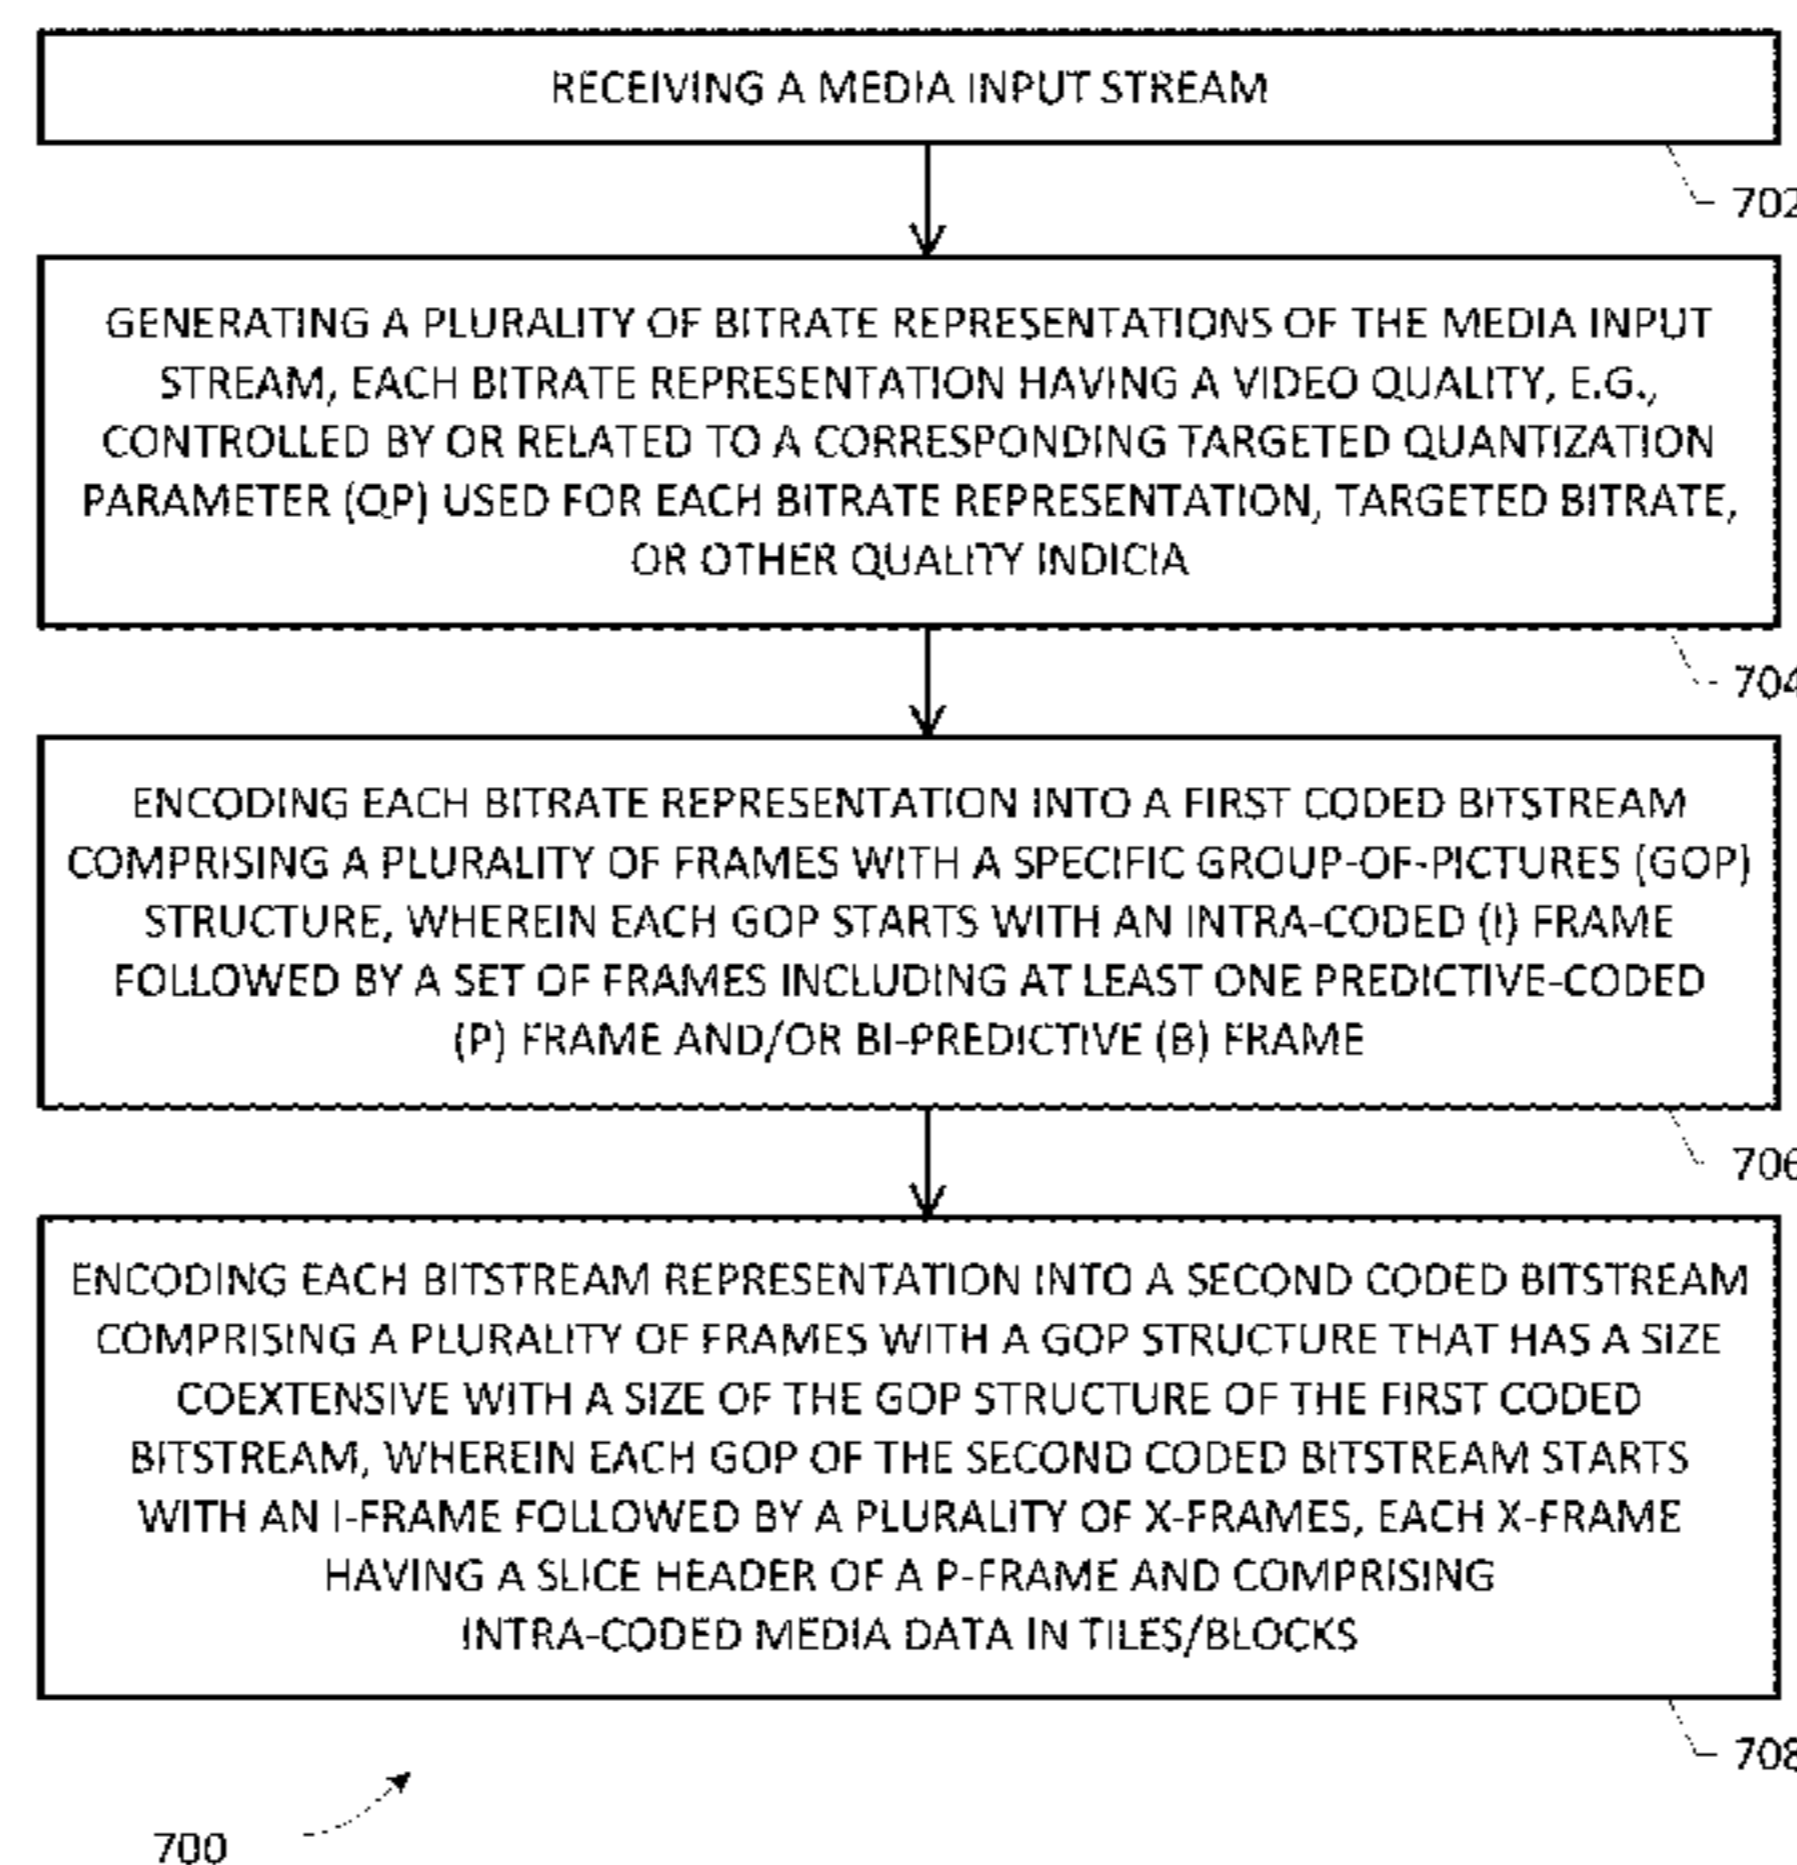 RECEIVING A MEDIA INPUT STREAM
702
GENERATING A PLURALITY OF BITRATE REPRESENTATIONS OF THE MEDIA INPUT
STREAM, EACH BITRATE REPRESENTATION HAVING A VIDEO QUALITY, E.G.,
CONTROLLED BY OR RELATED TO A CORRESPONDING TARGETED QUANTIZATION
PARAMETER (QP) USED FOR EACH BITRATE REPRESENTATION, TARGETED BITRATE,
OR OTHER QUALITY INDICIA
704
ENCODING EACH BITRATE REPRESENTATION INTO A FIRST CODED BITSTREAM
COMPRISING A PLURALITY OF FRAMES WITH A SPECIFIC GROUP-OF-PICTURES (GOP)
STRUCTURE, WHEREIN EACH GOP STARTS WITH AN INTRA-CODED (I) FRAME
FOLLOWED BY A SET OF FRAMES INCLUDING AT LEAST ONE PREDICTIVE-CODED
(P) FRAME AND/OR BI-PREDICTIVE (B) FRAME
706
ENCODING EACH BITSTREAM REPRESENTATION INTO A SECOND CODED BITSTREAM
COMPRISING A PLURALITY OF FRAMES WITH A GOP STRUCTURE THAT HAS A SIZE
COEXTENSIVE WITH A SIZE OF THE GOP STRUCTURE OF THE FIRST CODED
BITSTREAM, WHEREIN EACH GOP OF THE SECOND CODED BITSTREAM STARTS
WITH AN I-FRAME FOLLOWED BY A PLURALITY OF X-FRAMES, EACH X-FRAME
HAVING A SLICE HEADER OF A P-FRAME AND COMPRISING
INTRA-CODED MEDIA DATA IN TILES/BLOCKS
708
700